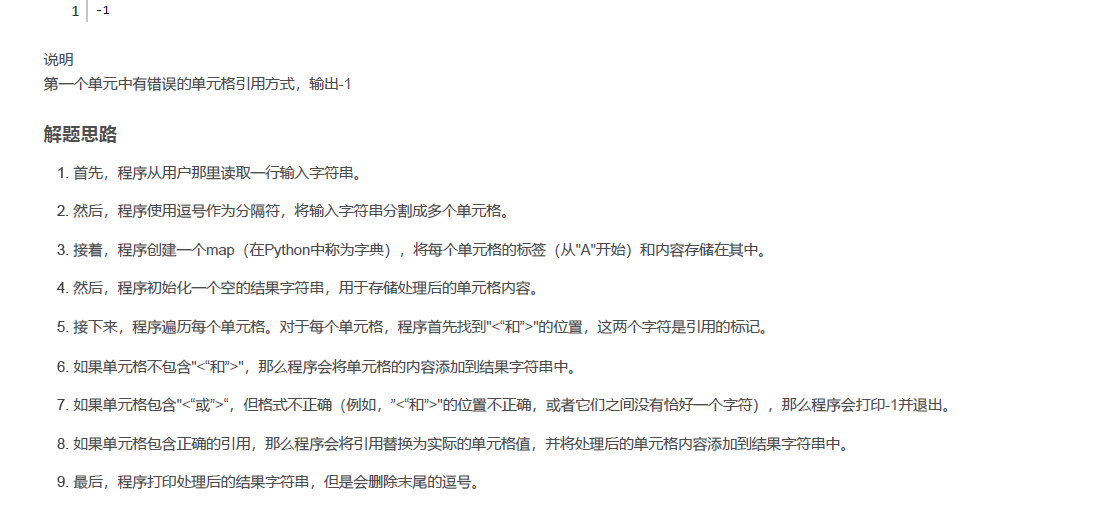 1 -1
说明
第一个单元中有错误的单元格引用方式，输出-1
解题思路
1. 首先，程序从用户那里读取一行输入字符串。
2. 然后，程序使用逗号作为分隔符，将输入字符串分割成多个单元格。
3. 接着，程序创建一个map（在Python中称为字典），将每个单元格的标签（从"A"开始）和内容存储在其中。
4. 然后，程序初始化一个空的结果字符串，用于存储处理后的单元格内容。
5. 接下来，程序遍历每个单元格。对于每个单元格，程序首先找到"<“和”>"的位置，这两个字符是引用的标记。
6. 如果单元格不包含"<“和”>"，那么程序会将单元格的内容添加到结果字符串中。
7. 如果单元格包含"<“或”>“，但格式不正确（例如，”<“和”>"的位置不正确，或者它们之间没有恰好一个字符），那么程序会打印-1并退出。
8. 如果单元格包含正确的引用，那么程序会将引用替换为实际的单元格值，并将处理后的单元格内容添加到结果字符串中。
9. 最后，程序打印处理后的结果字符串，但是会删除末尾的逗号。